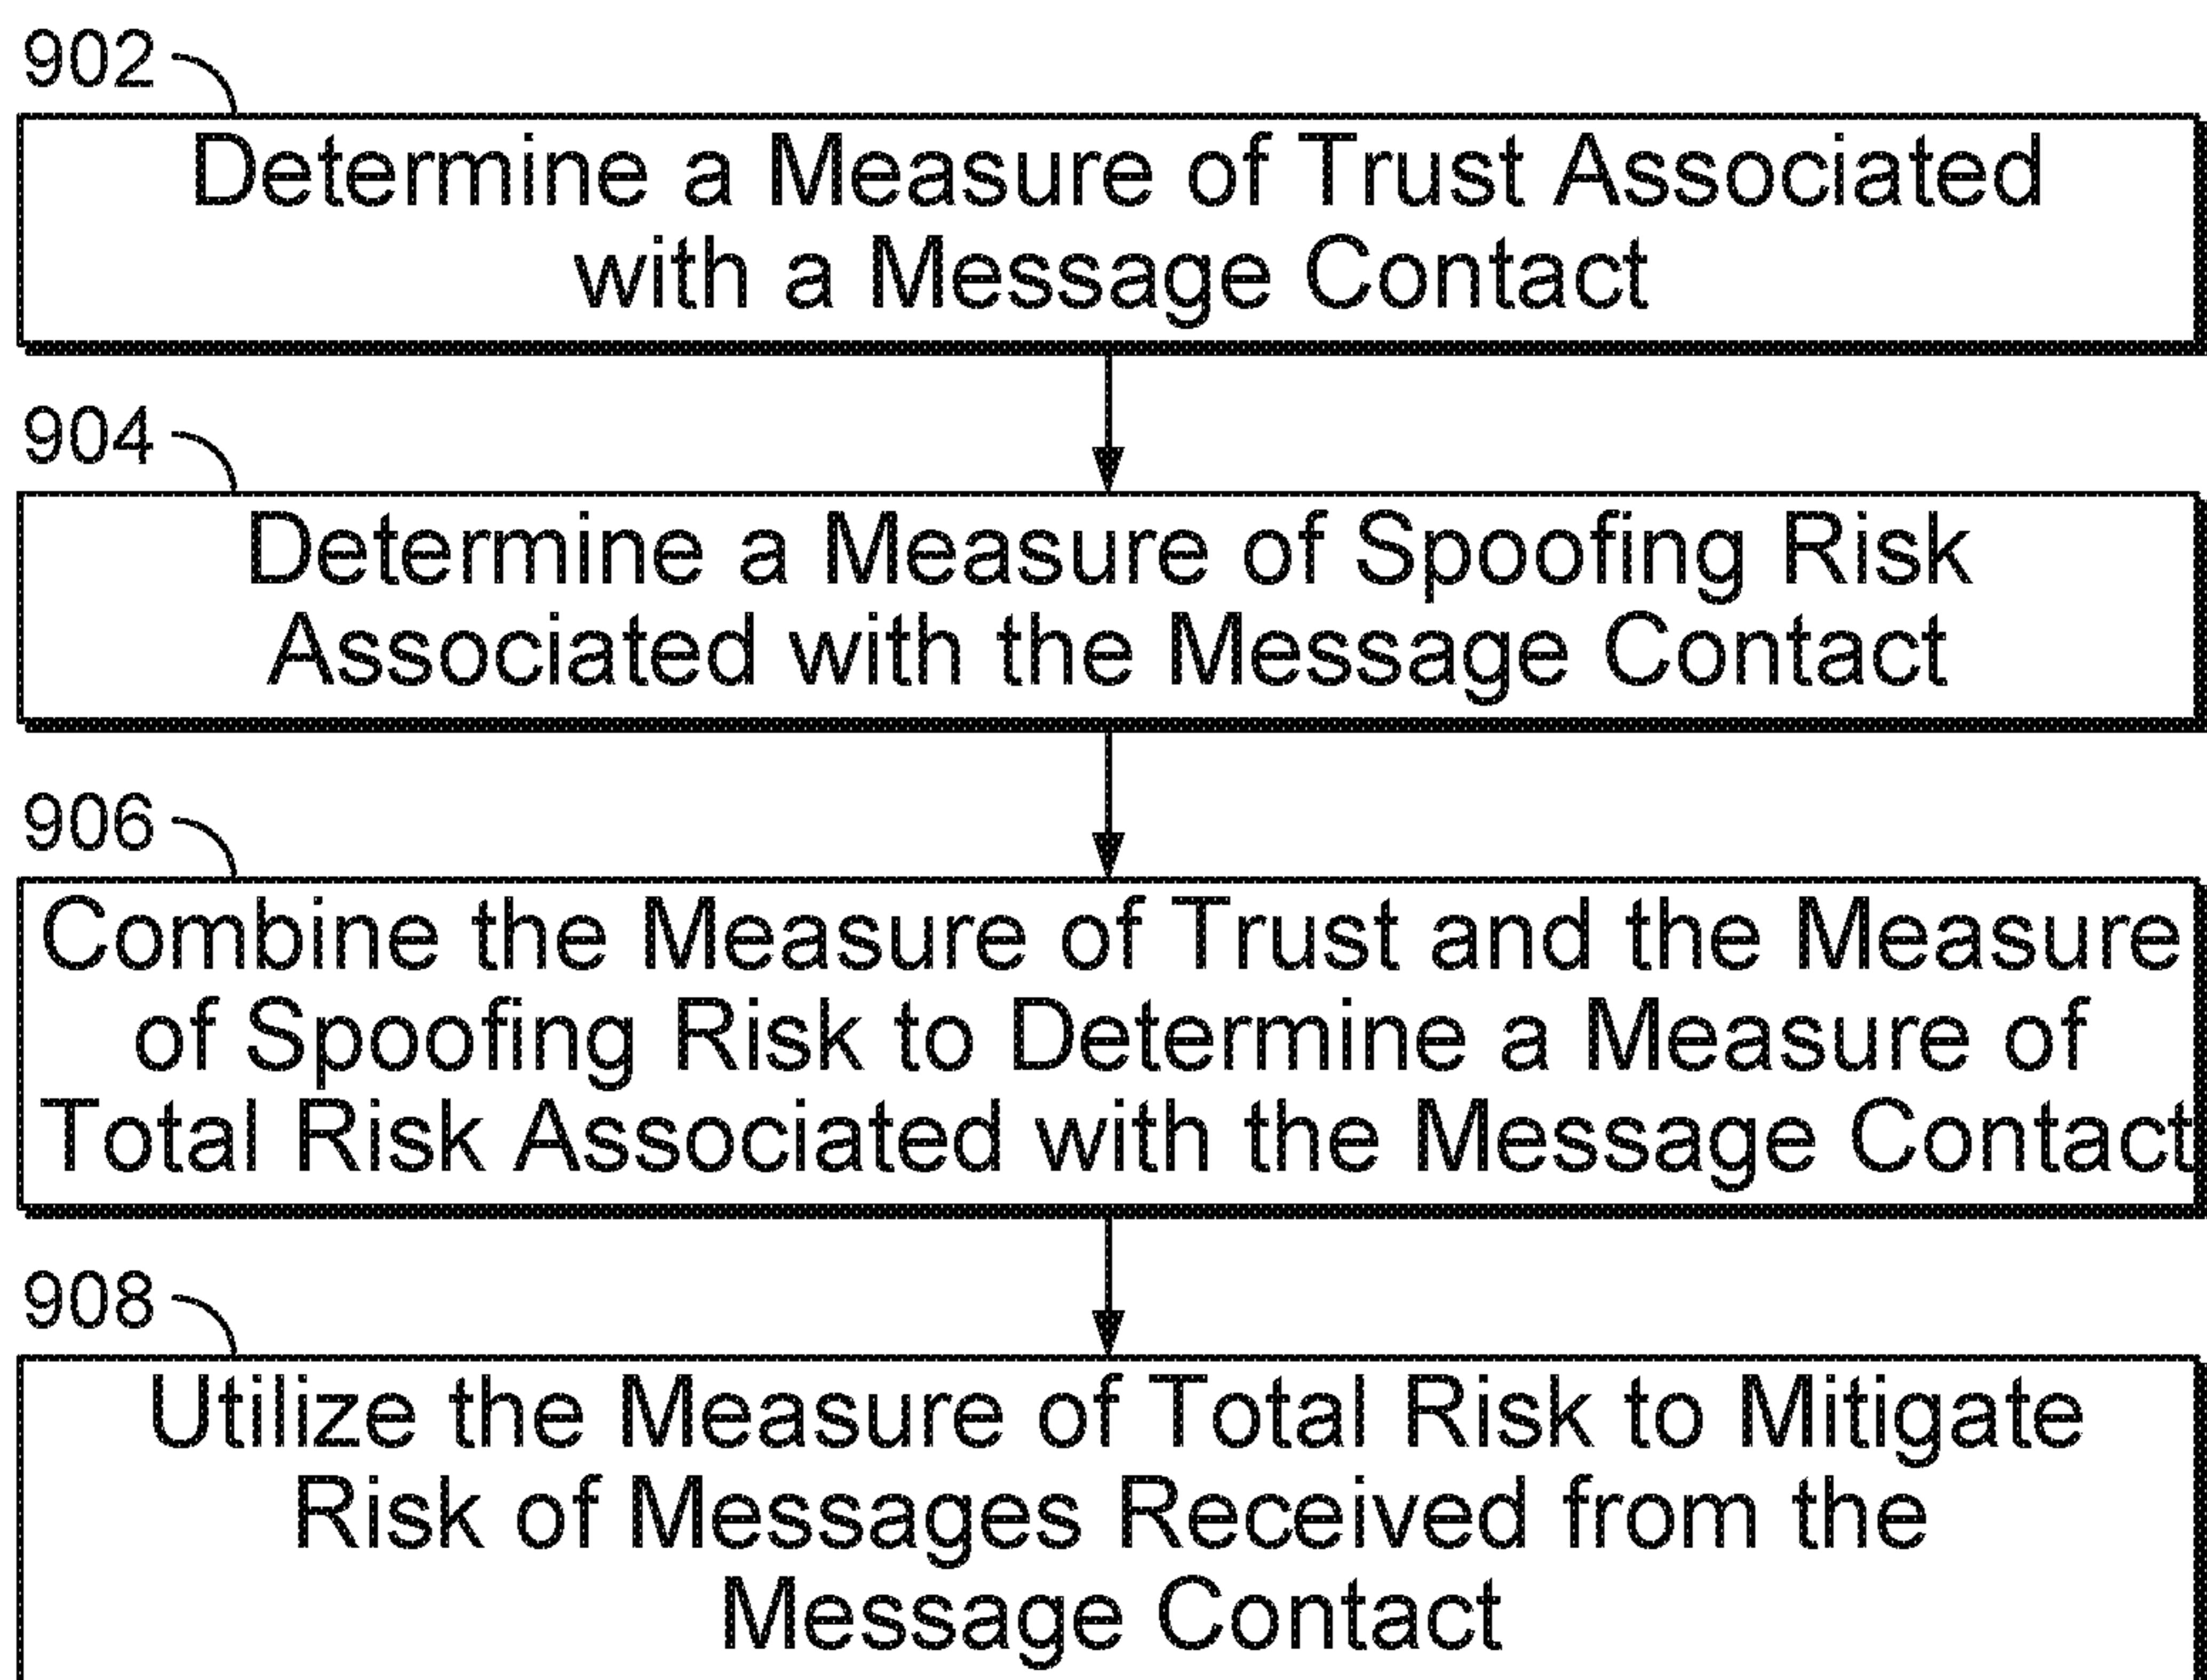 902
Determine a Measure of Trust Associated
with a Message Contact
904
Determine a Measure of Spoofing Risk
Associated with the Message Contact
906
Combine the Measure of Trust and the Measure
of Spoofing Risk to Determine a Measure of
Total Risk Associated with the Message Contact
908
Utilize the Measure of Total Risk to Mitigate
Risk of Messages Received from the
Message Contact